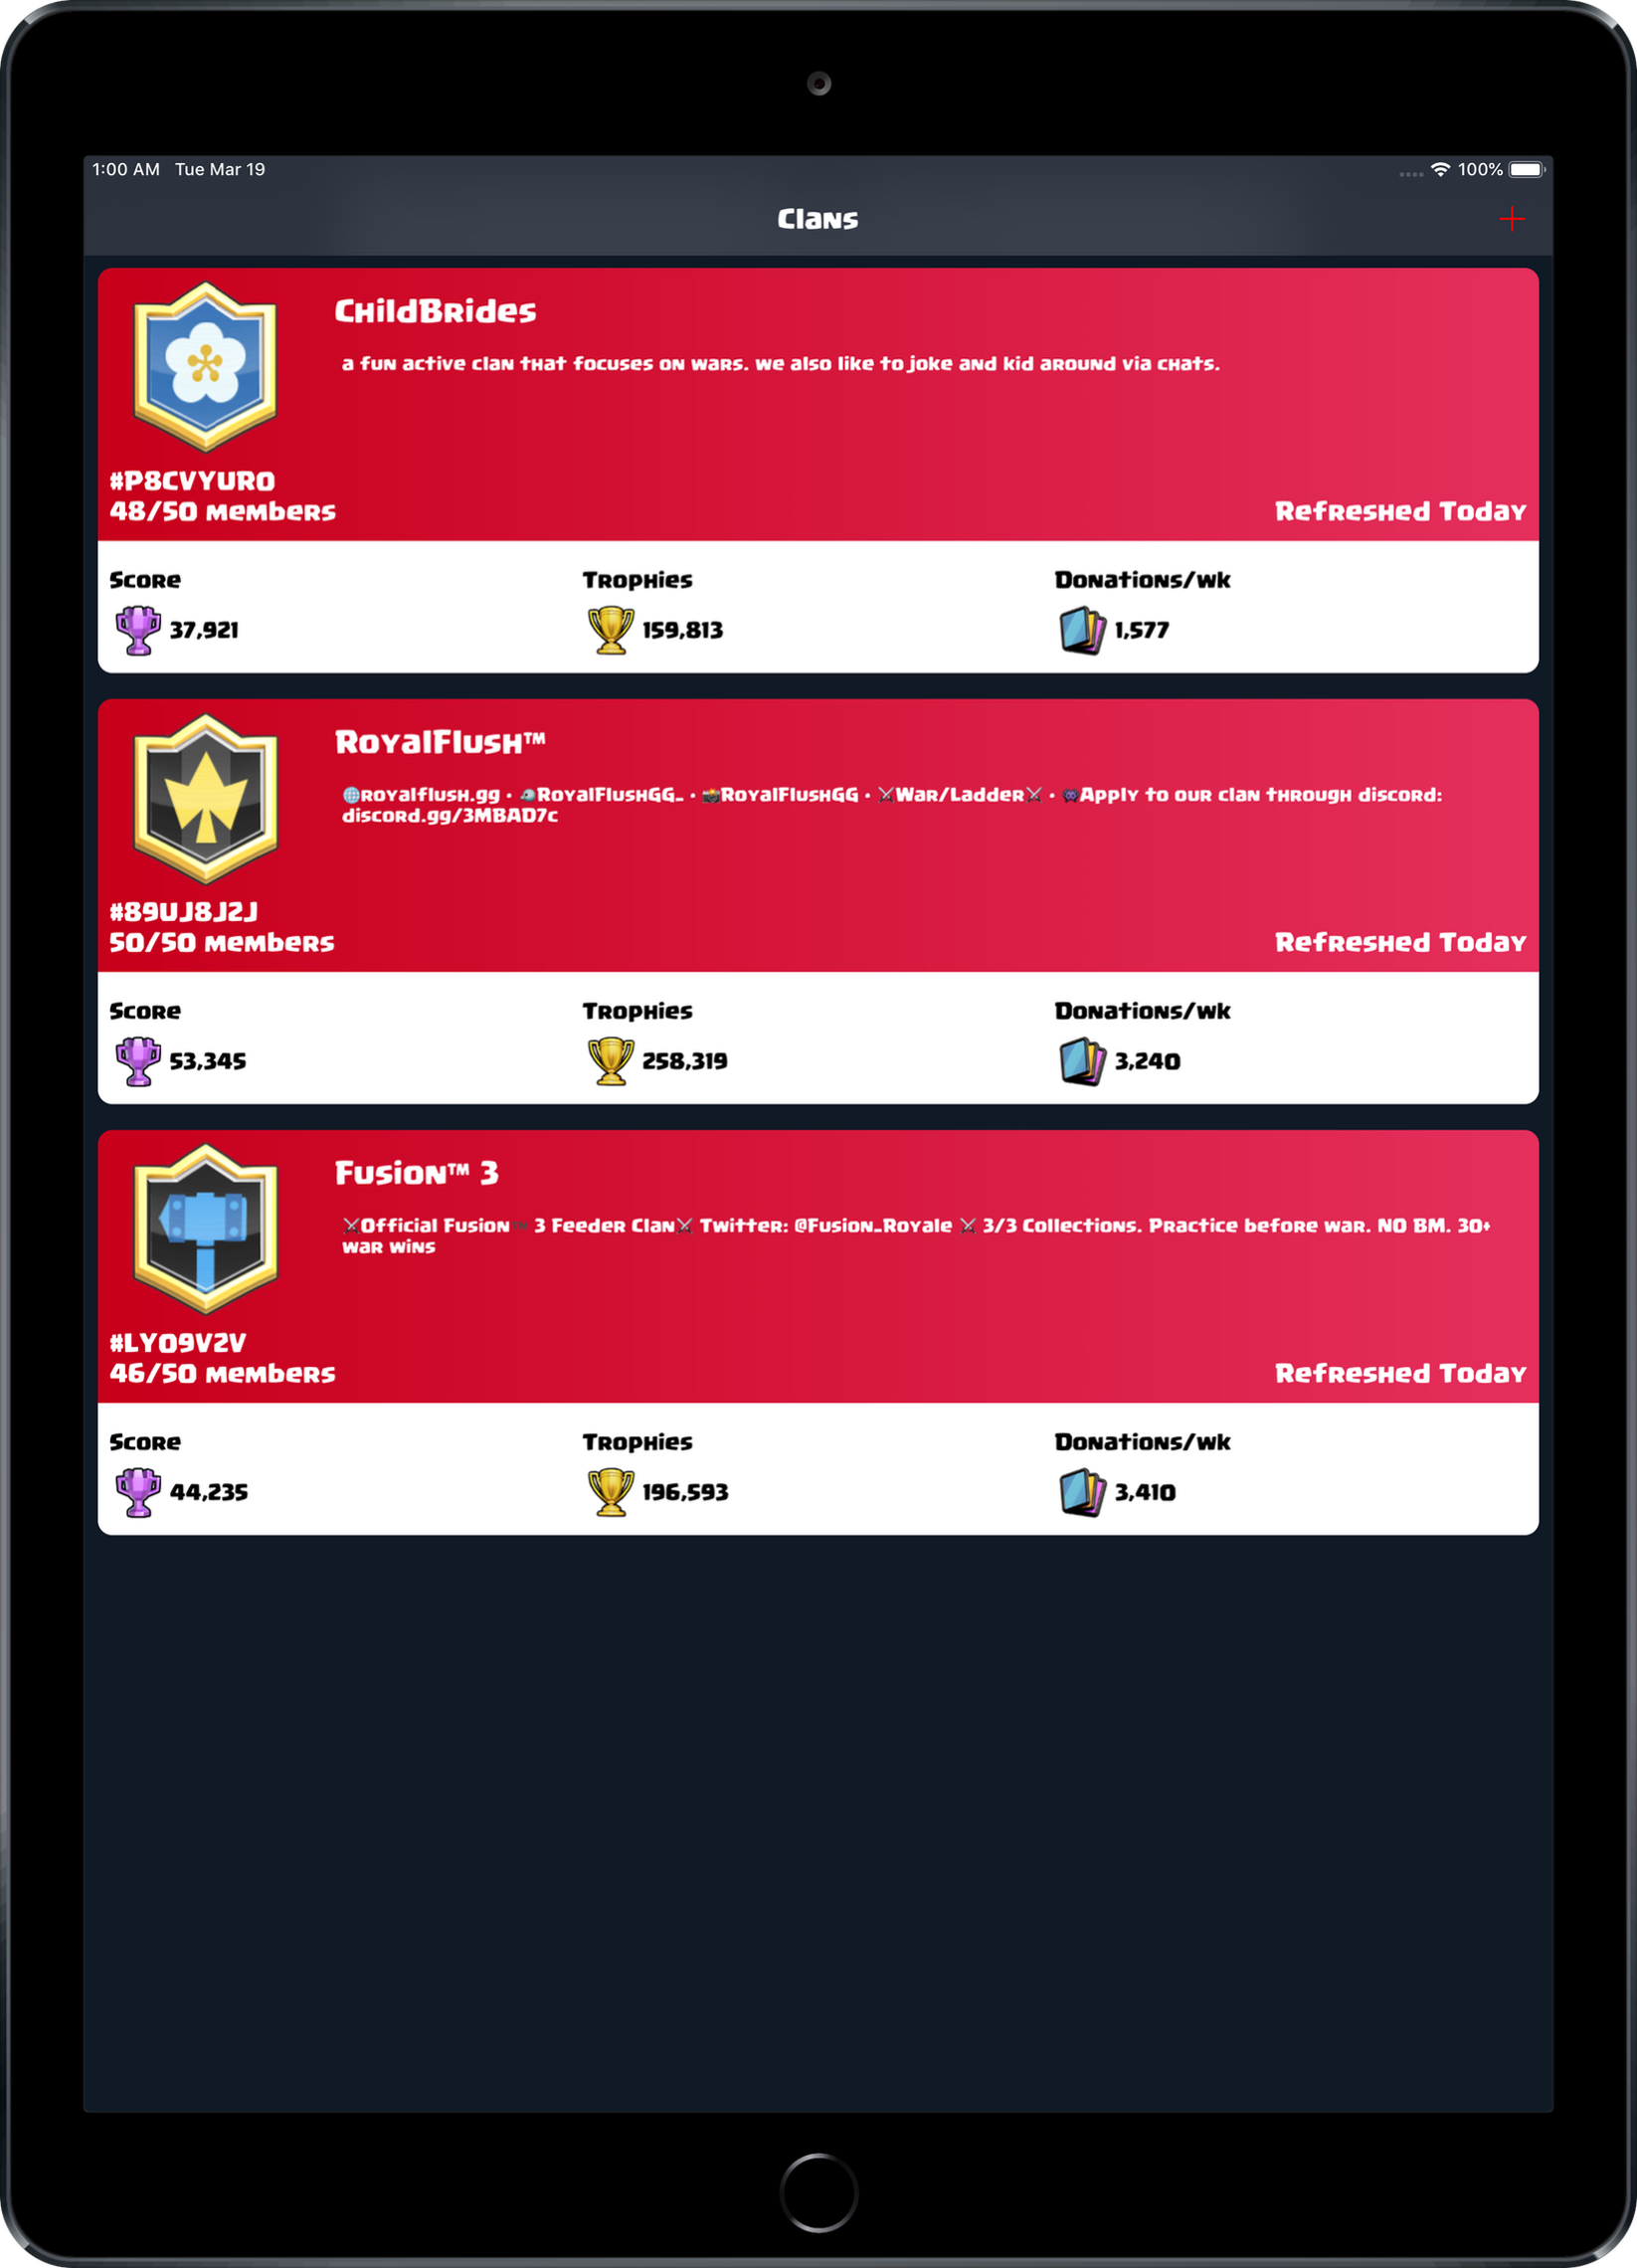 1:00 AM Tue Mar 19 100%
Clans
ChildBrides
a fun active clan that focuses on wars. we also like to joke and kid around via chats.
#P8CVYUR0
48/50 members
Refreshed Today
Score Trophies Donations/wk
37,921 159,813 1,577
RoyalFlush™
🌐royalflush.gg • 🐦RoyalFlushGG_ • 📸RoyalFlushGG • ⚔War/Ladder⚔ • 👾Apply to our clan through discord:
discord.gg/3MBAD7c
#89UJ8J2J
50/50 members
Refreshed Today
Score Trophies Donations/wk
53,345 258,319 3,240
Fusion™ 3
⚔Official Fusion™ 3 Feeder Clan⚔ Twitter: @Fusion_Royale ⚔ 3/3 Collections. Practice before war. NO BM. 30+
war wins
#LY09V2V
46/50 members
Refreshed Today
Score Trophies Donations/wk
44,235 196,593 3,410